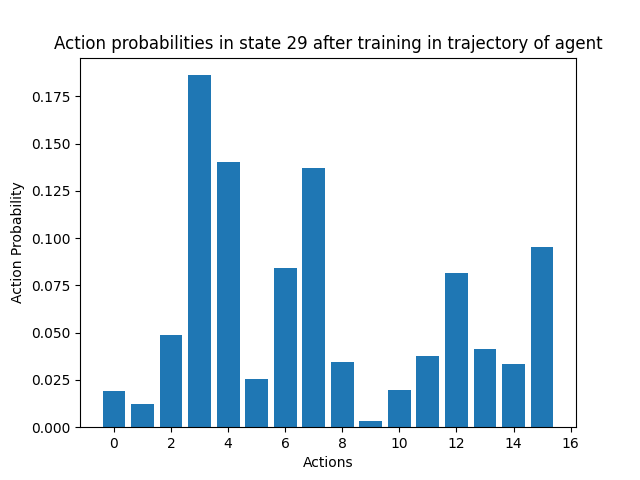 Action probabilities in state 29 after training in trajectory of agent
Action Probability
0.175
0.150
0.125
0.100
0.075
0.050
0.025
0.000
0 2 4 6 8 10 12 14 16
Actions